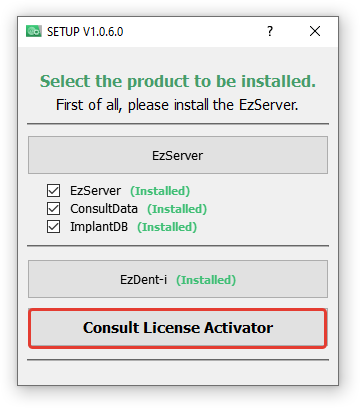 SETUP V1.0.6.0
Select the product to be installed.
First of all, please install the EzServer.
EzServer
EzServer (Installed)
ConsultData (Installed)
ImplantDB (Installed)
EzDent-i (Installed)
Consult License Activator